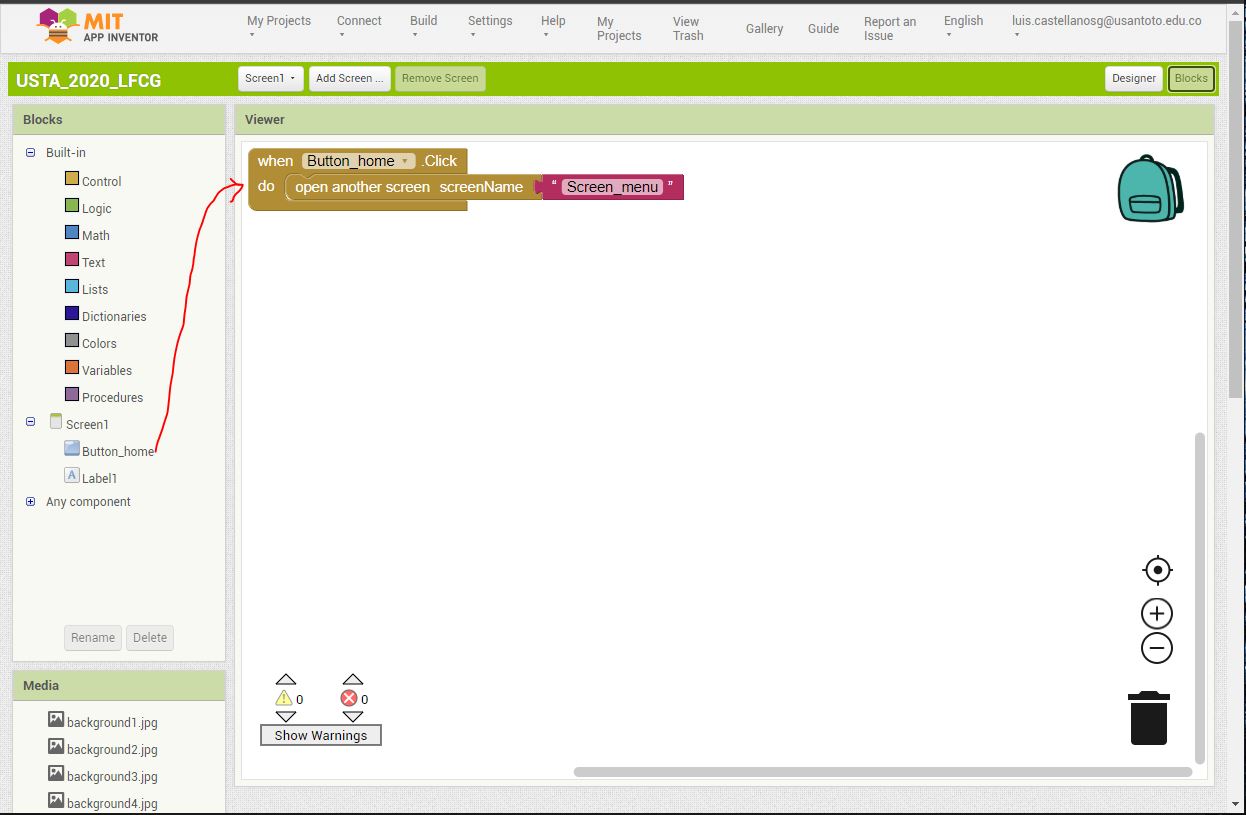 MIT
APP INVENTOR
My Projects
Connect
Build
Settings
Help
My Projects
View Trash
Gallery
Guide
Report an Issue
English
luis.castellanosg@usantoto.edu.co
USTA_2020_LFCG
Screen1
Add Screen ...
Remove Screen
Designer
Blocks
Blocks
Built-in
Control
Logic
Math
Text
Lists
Dictionaries
Colors
Variables
Procedures
Screen1
Button_home
A Label1
Any component
Rename
Delete
Media
background1.jpg
background2.jpg
background3.jpg
background4.jpg
Viewer
when Button_home .Click
do open another screen screenName " Screen_menu "
0
0
Show Warnings